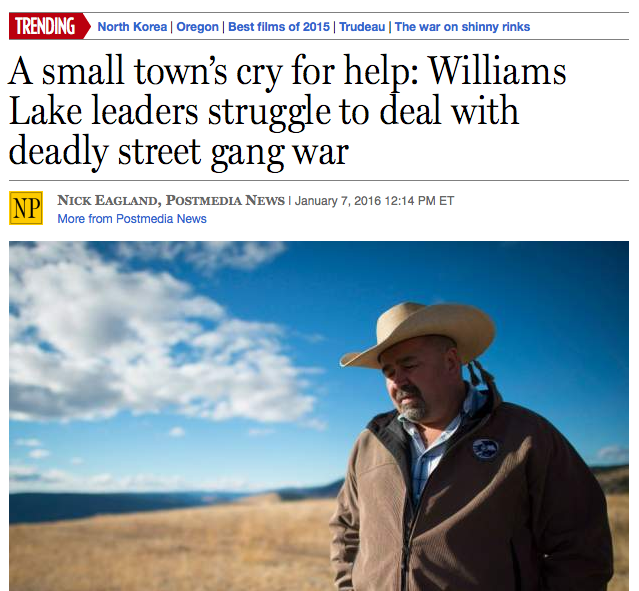 TRENDING North Korea | Oregon | Best films of 2015 | Trudeau | The war on shinny rinks
A small town’s cry for help: Williams
Lake leaders struggle to deal with
deadly street gang war
NP NICK EAGLAND, POSTMEDIA NEWS | January 7, 2016 12:14 PM ET
More from Postmedia News